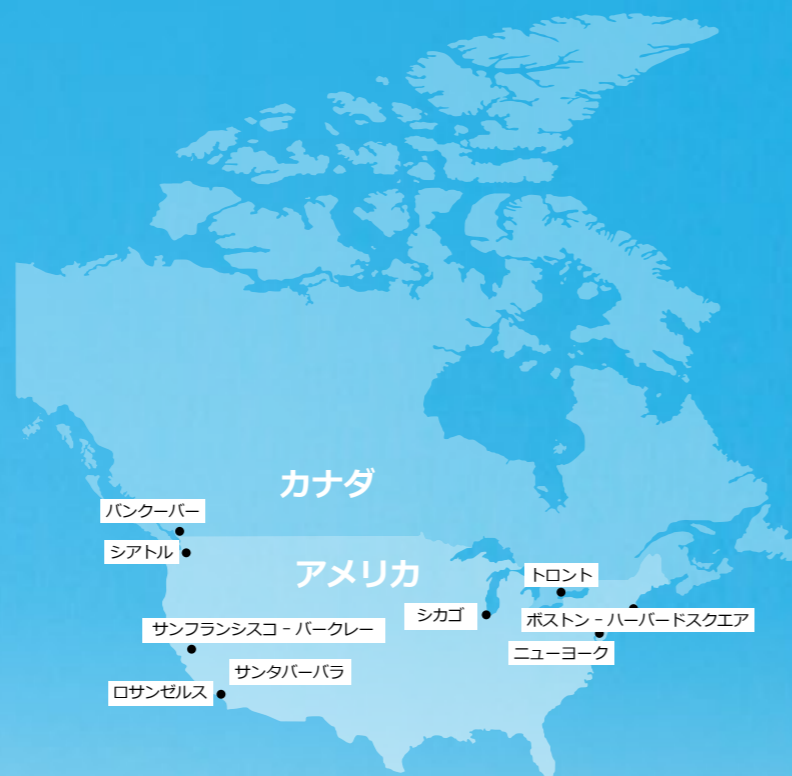 カナダ
バンクーバー
シアトル
アメリカ
トロント
シカゴ
ボストン – ハーバードスクエア
サンフランシスコ – バークレー
ニューヨーク
サンタバーバラ
ロサンゼルス